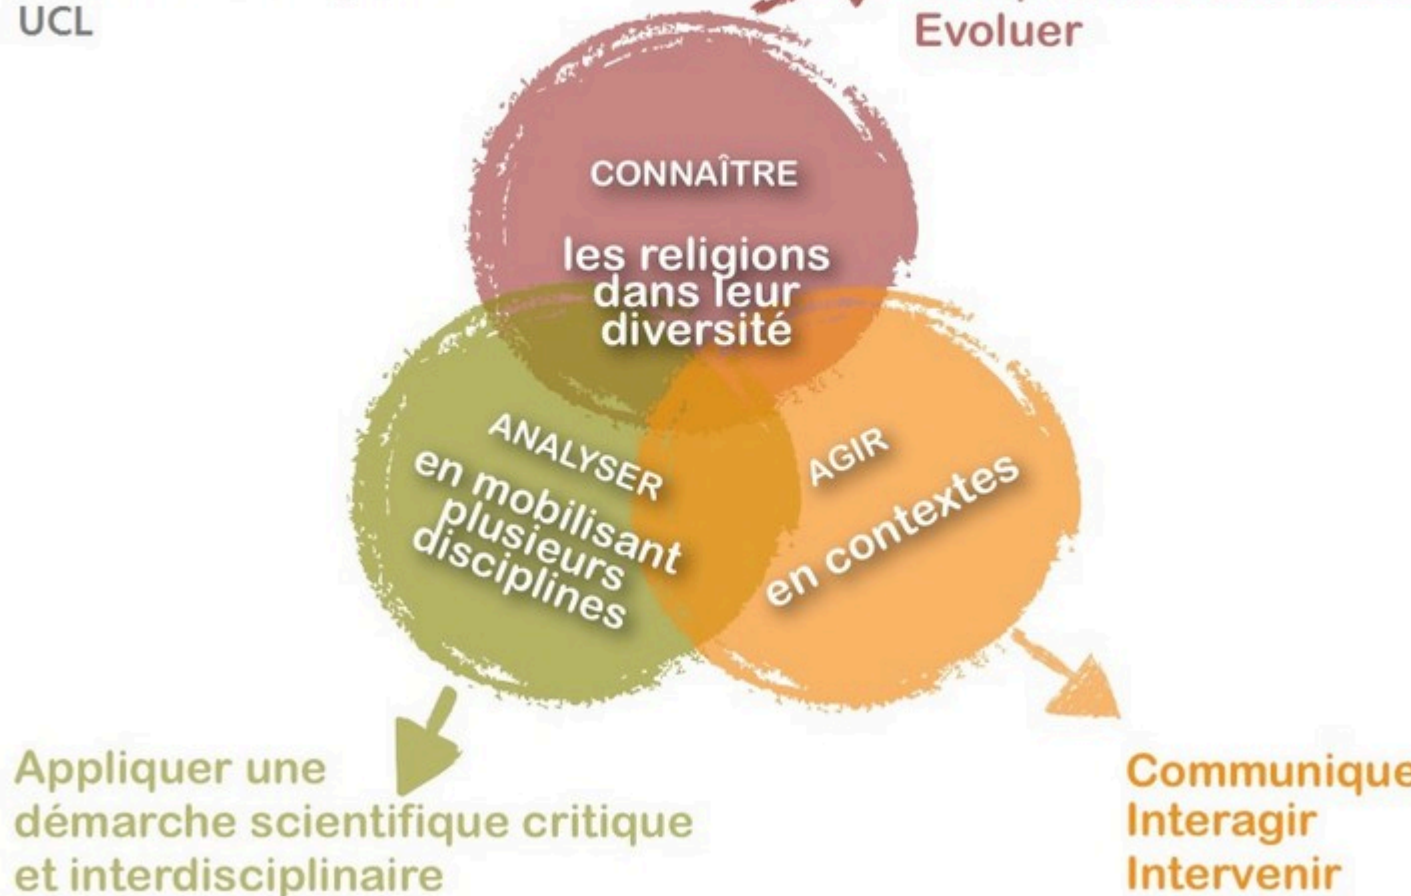 UCL
Evoluer
CONNAÎTRE
les religions
dans leur
diversité
ANALYSER
en mobilisant
plusieurs
disciplines
AGIR
en contextes
Appliquer une
démarche scientifique critique
et interdisciplinaire
Communique
Interagir
Intervenir